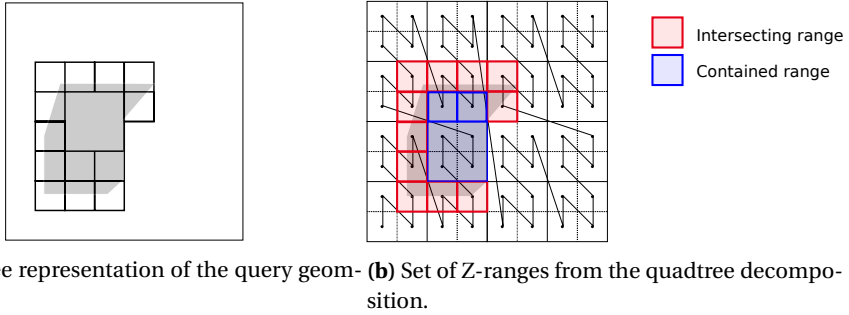 Intersecting range
Contained range
e representation of the query geom-
(b) Set of Z-ranges from the quadtree decompo-
sition.